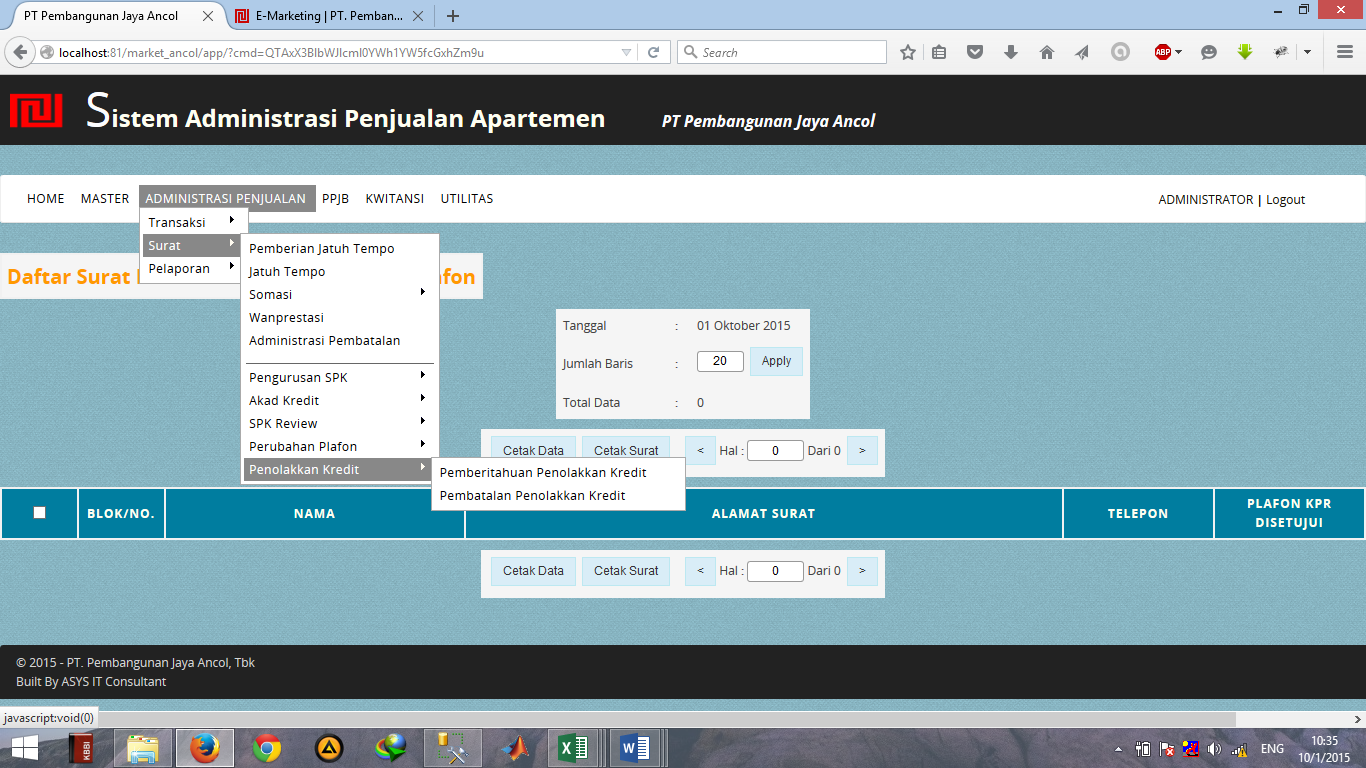 PT Pembangunan Jaya Ancol
E-Marketing | PT. Pemban...
localhost:81/market_ancol/app/?cmd=
Search
ABP
Sistem Administrasi Penjualan Apartemen
PT Pembangunan Jaya Ancol
HOME MASTER ADMINISTRASI PENJUALAN PPJB KWITANSI UTILITAS
ADMINISTRATOR | Logout
Transaksi
Surat
Pelaporan
Pemberian Jatuh Tempo
Jatuh Tempo
Somasi
Wanprestasi
Administrasi Pembatalan
Pengurusan SPK
Akad Kredit
SPK Review
Perubahan Plafon
Penolakkan Kredit
Pemberitahuan Penolakkan Kredit
Pembatalan Penolakkan Kredit
Daftar Surat
Tanggal : 01 Oktober 2015
Jumlah Baris : 20 Apply
Total Data : 0
Cetak Data Cetak Surat < Hal : 0 Dari 0 >
BLOK/NO. NAMA ALAMAT SURAT TELEPON PLAFON KPR DISETUJUI
Cetak Data Cetak Surat < Hal : 0 Dari 0 >
© 2015 - PT. Pembangunan Jaya Ancol, Tbk
Built By ASYS IT Consultant
javascript:void(0)
KBBI
ENG
10:35
10/1/2015